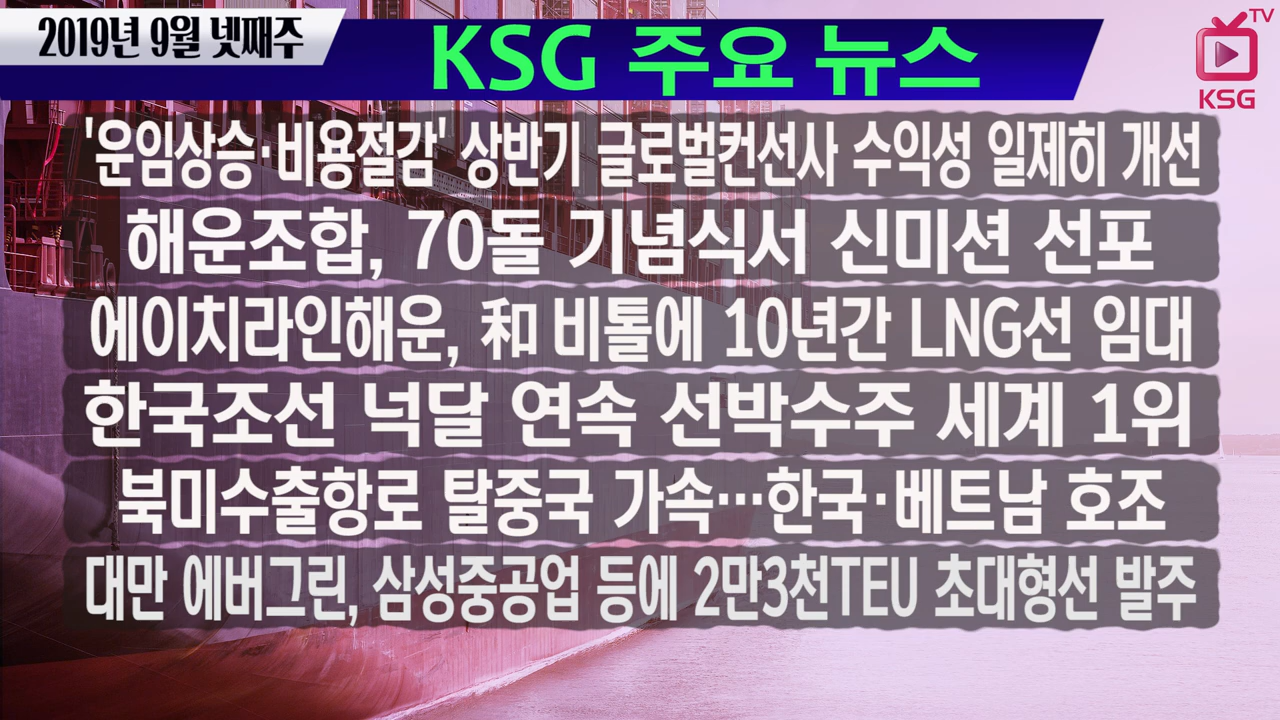 2019년 9월 넷째주
KSG 주요 뉴스
TV
KSG
'운임상승·비용절감' 상반기 글로벌컨선사 수익성 일제히 개선
해운조합, 70돌 기념식서 신미션 선포
에이치라인해운, 和 비톨에 10년간 LNG선 임대
한국조선 넉달 연속 선박수주 세계 1위
북미수출항로 탈중국 가속…한국·베트남 호조
대만 에버그린, 삼성중공업 등에 2만3천TEU 초대형선 발주